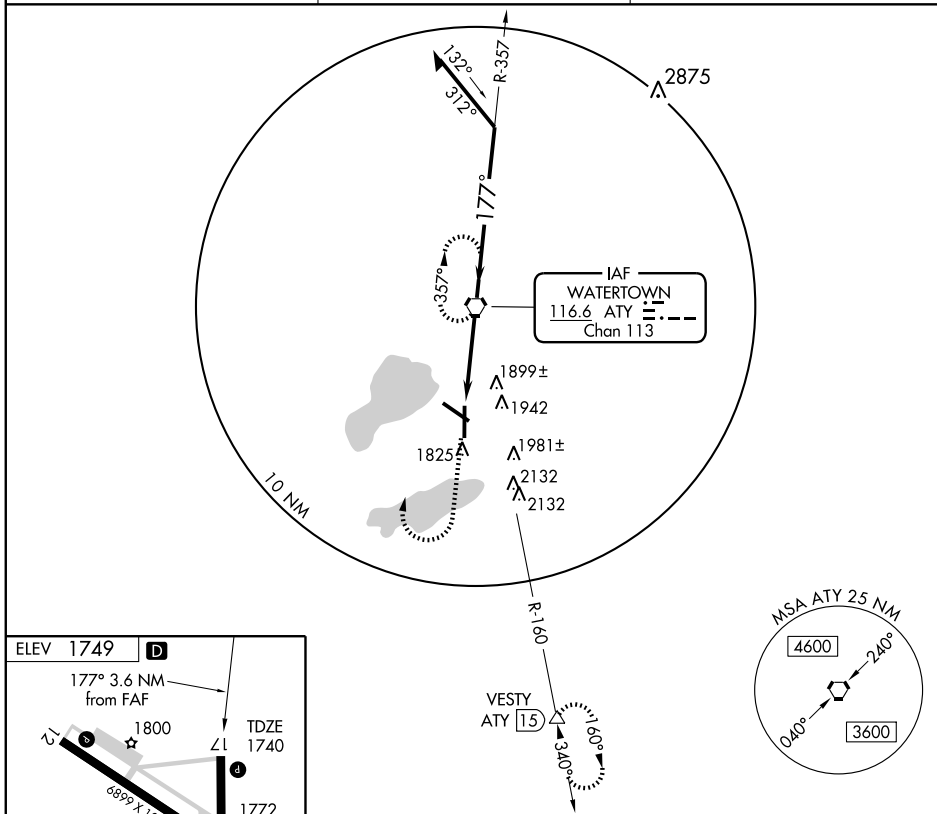 R-357
132°
312°
2875
177°
357°
IAF
WATERTOWN
116.6 ATY
Chan 113
1899±
1942
1825
1981±
2132
2132
10 NM
R-160
VESTY
ATY 15
160°
340°
MSA ATY 25 NM
4600
240°
040°
3600
ELEV 1749 D
177° 3.6 NM
from FAF
1800
TDZE
1740
12
P
17
P
1772